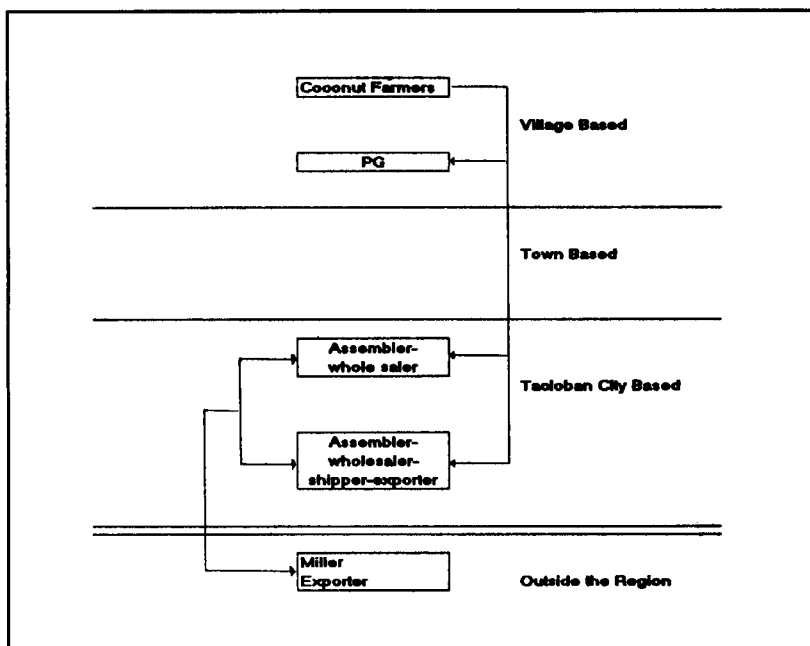 Coconut Farmers
Village Based
PG
Town Based
Assembler-
whole saler
Tacloban City Based
Assembler-
wholesaler-
shipper-exporter
Miller
Exporter
Outside the Region